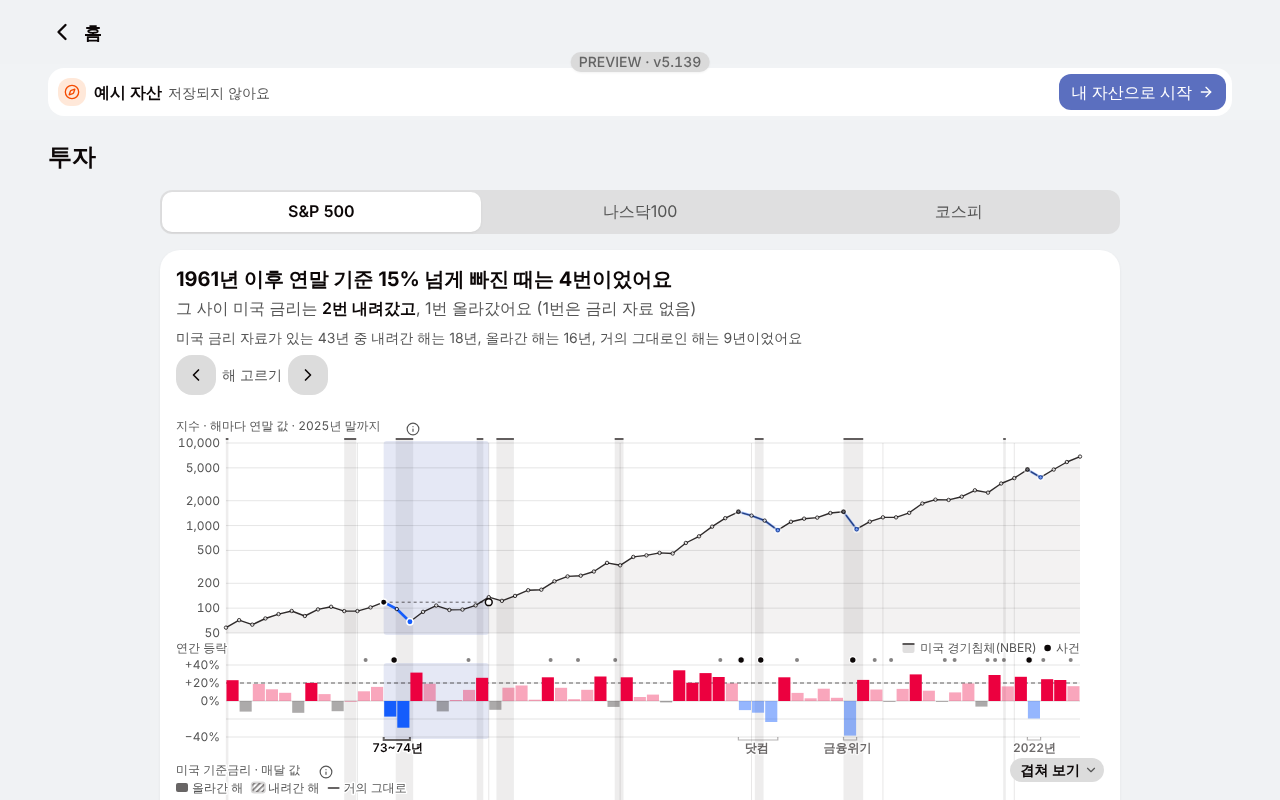 홈
PREVIEW · v5.139
예시 자산 저장되지 않아요
내 자산으로 시작 →
투자
S&P 500
나스닥100
코스피
1961년 이후 연말 기준 15% 넘게 빠진 때는 4번이었어요
그 사이 미국 금리는 2번 내려갔고, 1번 올라갔어요 (1번은 금리 자료 없음)
미국 금리 자료가 있는 43년 중 내려간 해는 18년, 올라간 해는 16년, 거의 그대로인 해는 9년이었어요
해 고르기
지수 · 해마다 연말 값 · 2025년 말까지
10,000
5,000
2,000
1,000
500
200
100
50
연간 등락
미국 경기침체(NBER)
사건
+40%
+20%
0%
−40%
73~74년
닷컴
금융위기
2022년
미국 기준금리 · 매달 값
겹쳐 보기
올라간 해
내려간 해
거의 그대로